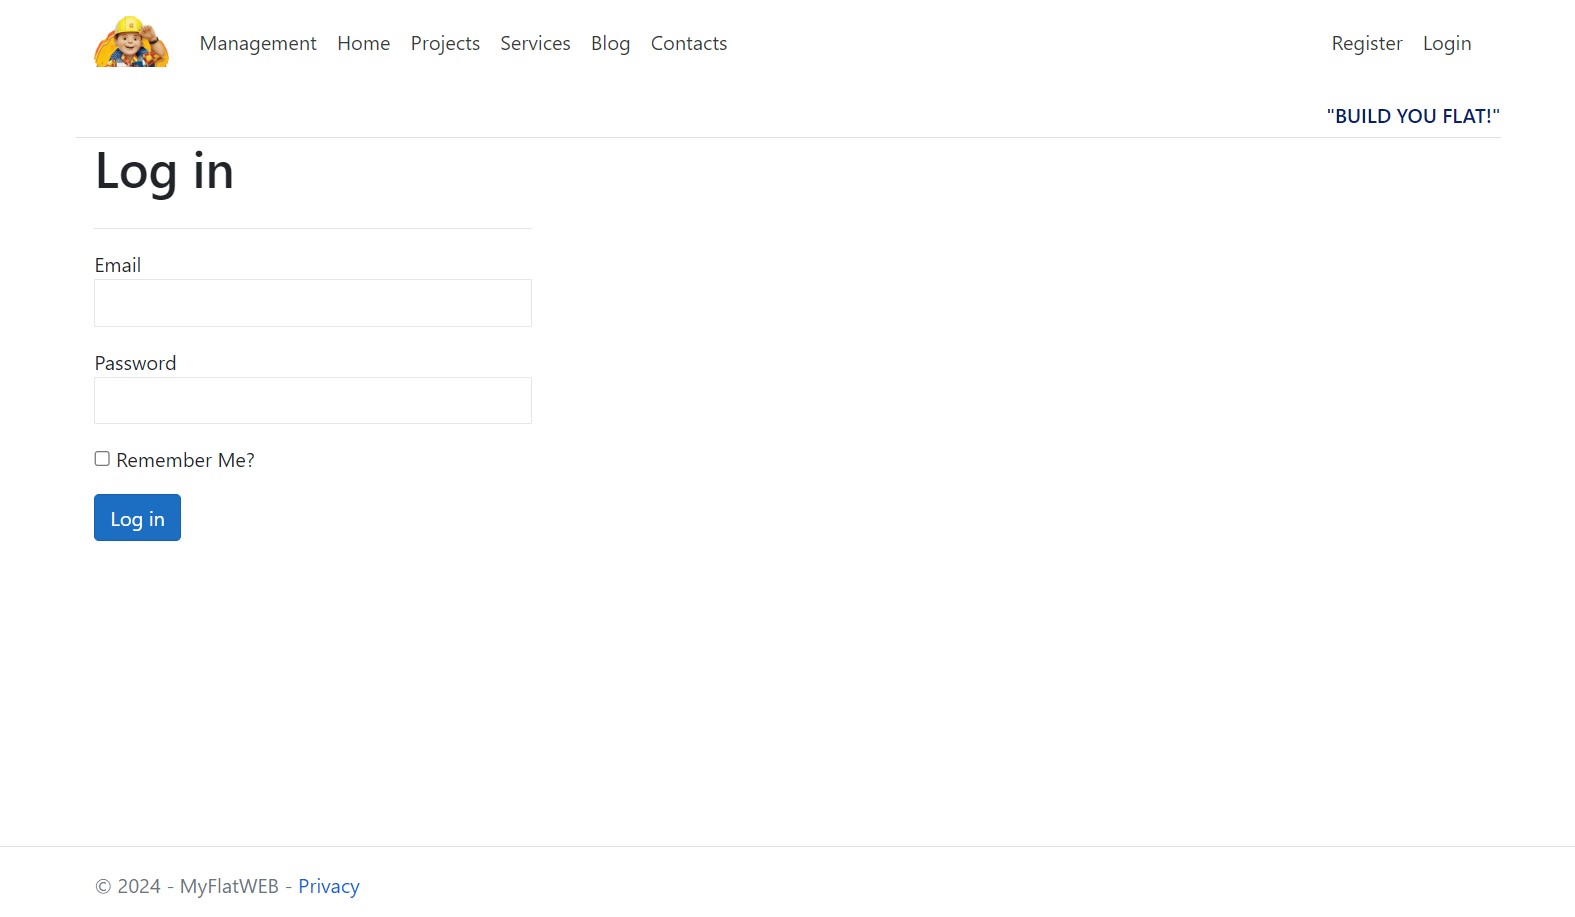 Management Home Projects Services Blog Contacts Register Login
"BUILD YOU FLAT!"
Log in
Email
Password
Remember Me?
Log in
© 2024 - MyFlatWEB - Privacy